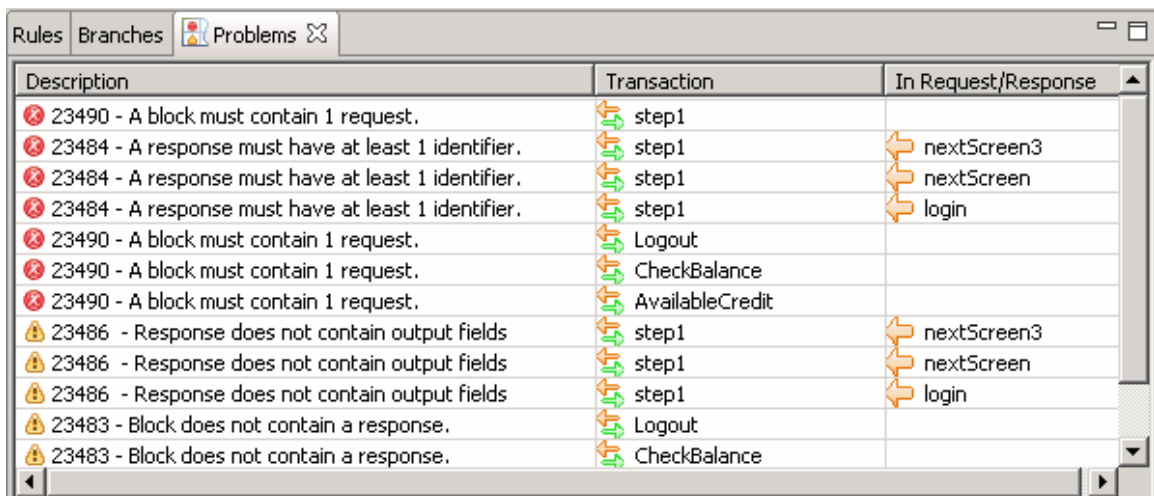 Rules Branches Problems
Description Transaction In Request/Response
23490 - A block must contain 1 request. step1
23484 - A response must have at least 1 identifier. step1 nextScreen3
23484 - A response must have at least 1 identifier. step1 nextScreen
23484 - A response must have at least 1 identifier. step1 login
23490 - A block must contain 1 request. Logout
23490 - A block must contain 1 request. CheckBalance
23490 - A block must contain 1 request. AvailableCredit
23486 - Response does not contain output fields step1 nextScreen3
23486 - Response does not contain output fields step1 nextScreen
23486 - Response does not contain output fields step1 login
23483 - Block does not contain a response. Logout
23483 - Block does not contain a response. CheckBalance